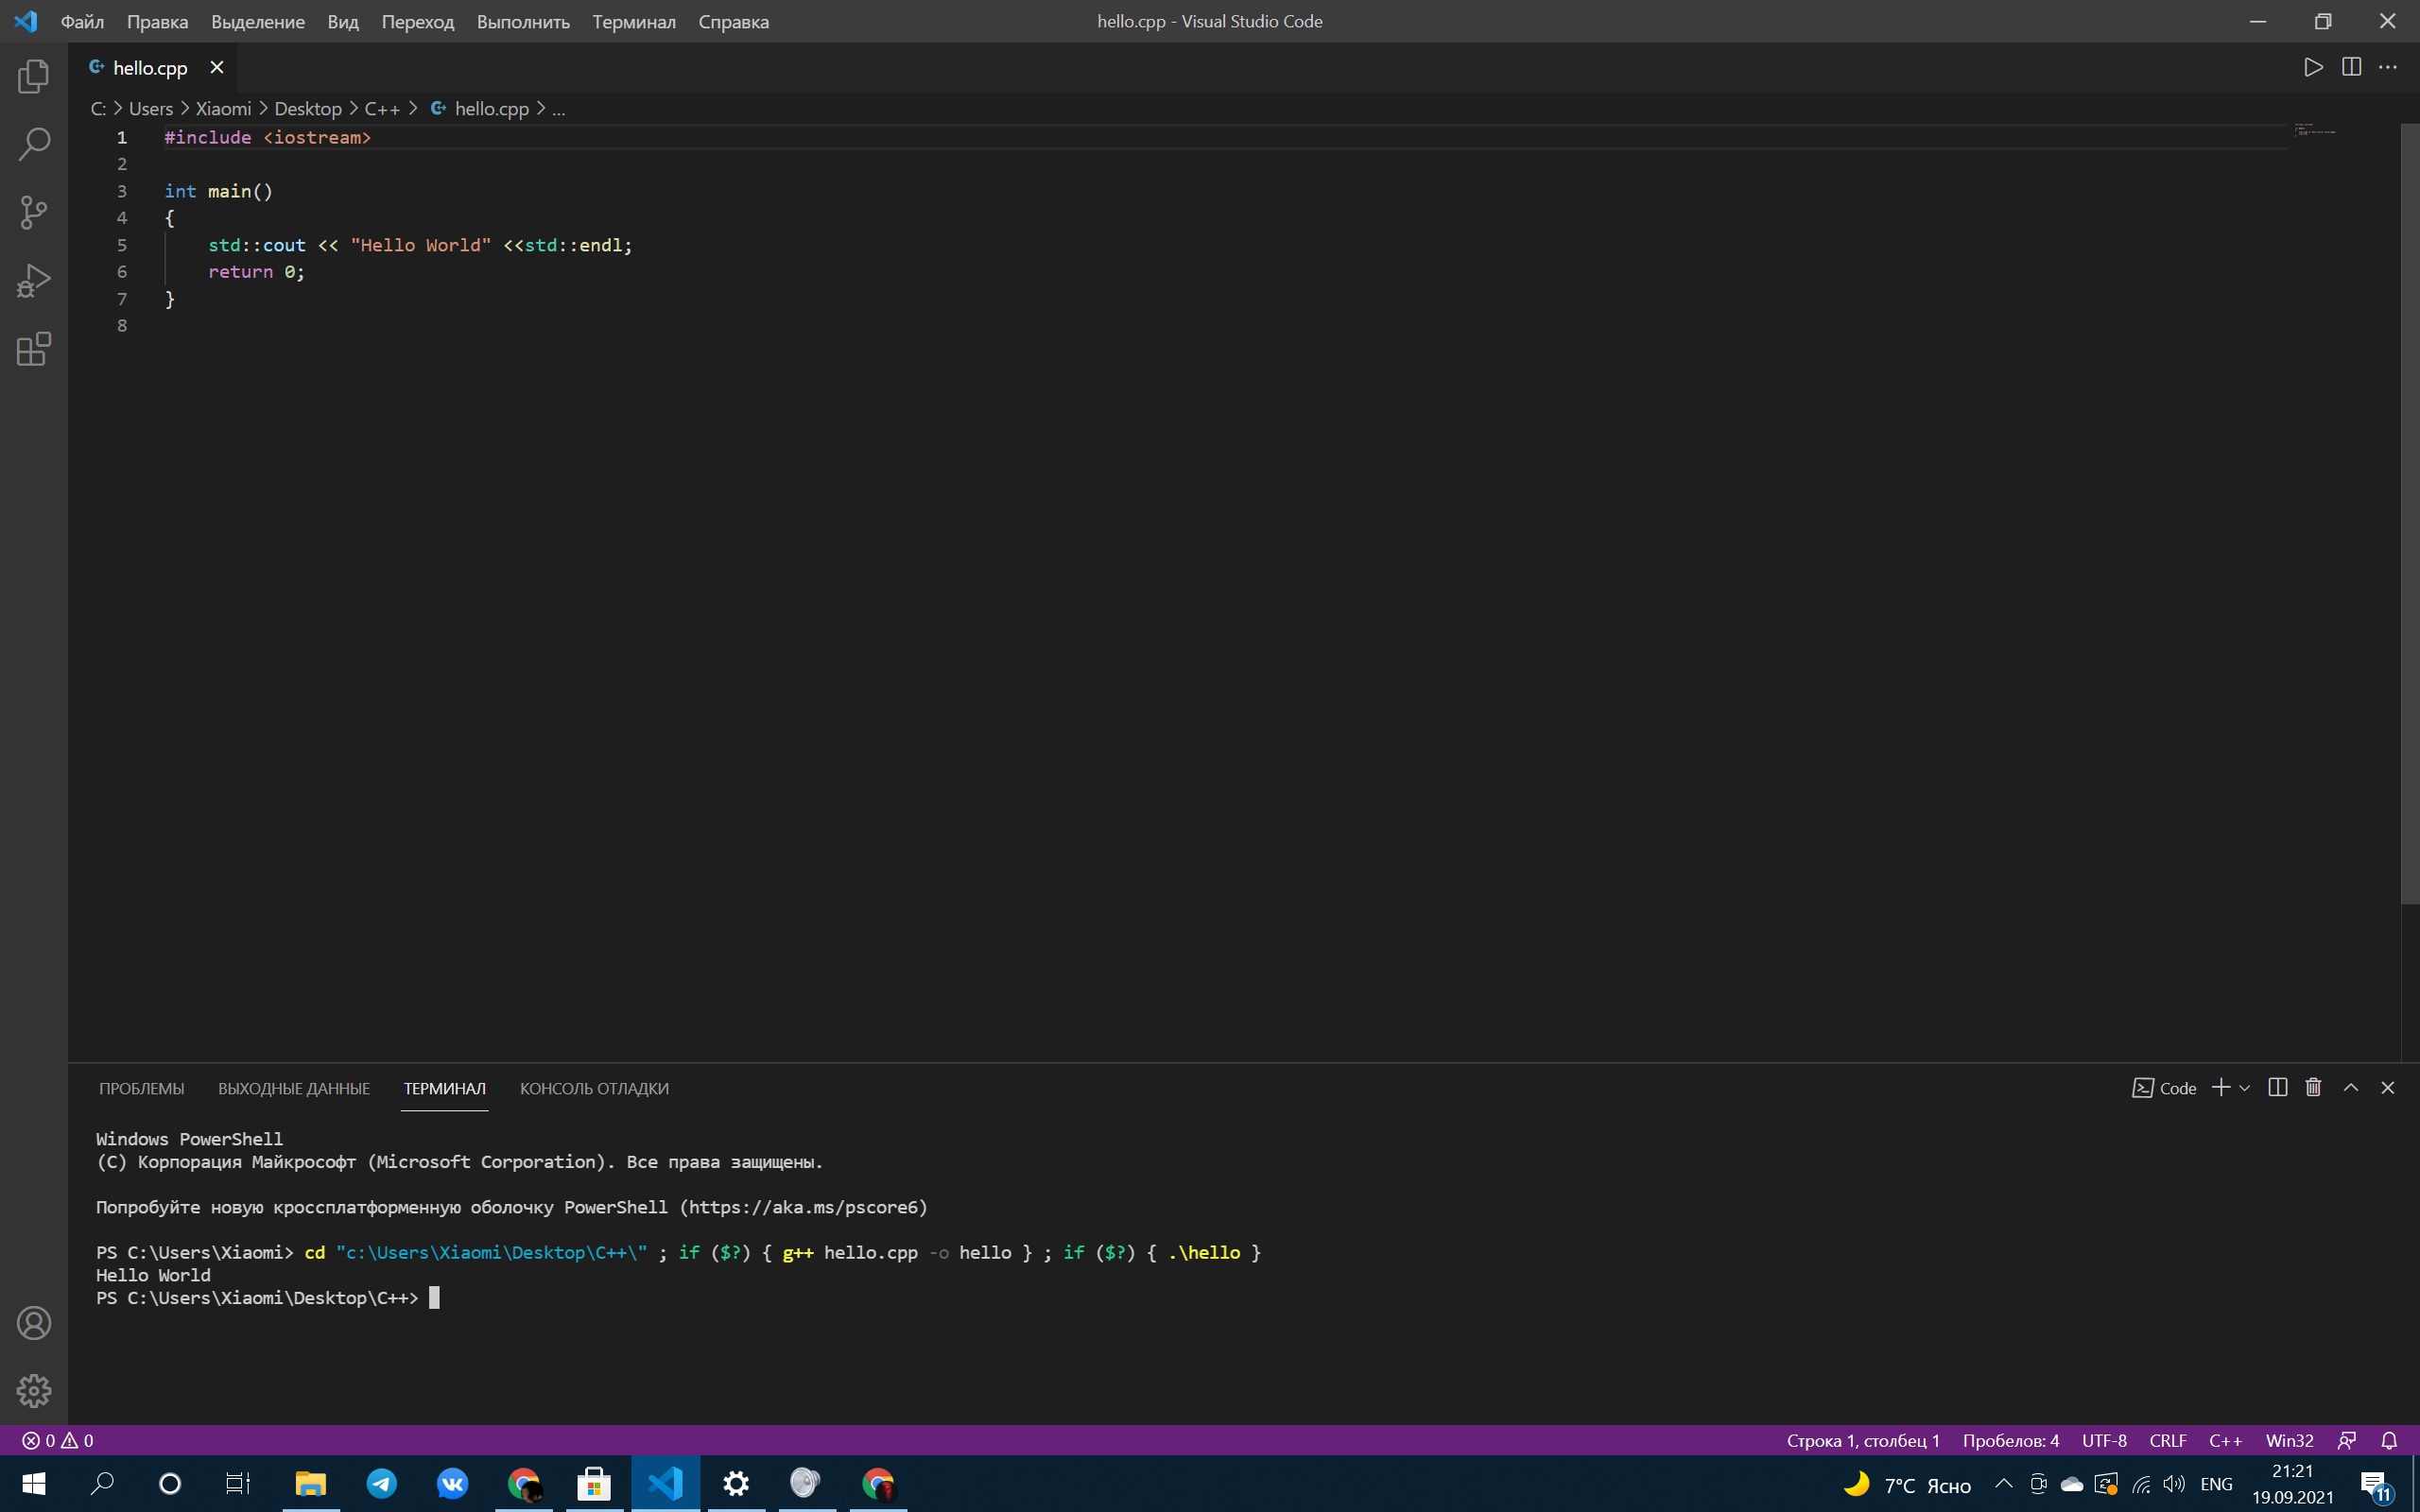 Файл Правка Выделение Вид Переход Выполнить Терминал Справка hello.cpp - Visual Studio Code
hello.cpp
C: > Users > Xiaomi > Desktop > C++ > hello.cpp > ...
1 #include <iostream>
2
3 int main()
4 {
5 std::cout << "Hello World" <<std::endl;
6 return 0;
7 }
8
ПРОБЛЕМЫ ВЫХОДНЫЕ ДАННЫЕ ТЕРМИНАЛ КОНСОЛЬ ОТЛАДКИ Code
Windows PowerShell
(C) Корпорация Майкрософт (Microsoft Corporation). Все права защищены.
Попробуйте новую кроссплатформенную оболочку PowerShell (https://aka.ms/pscore6)
PS C:\Users\Xiaomi> cd "c:\Users\Xiaomi\Desktop\C++\" ; if ($?) { g++ hello.cpp -o hello } ; if ($?) { .\hello }
Hello World
PS C:\Users\Xiaomi\Desktop\C++>
0 0 Строка 1, столбец 1 Пробелов: 4 UTF-8 CRLF C++ Win32
7°C Ясно ENG 21:21
19.09.2021 11